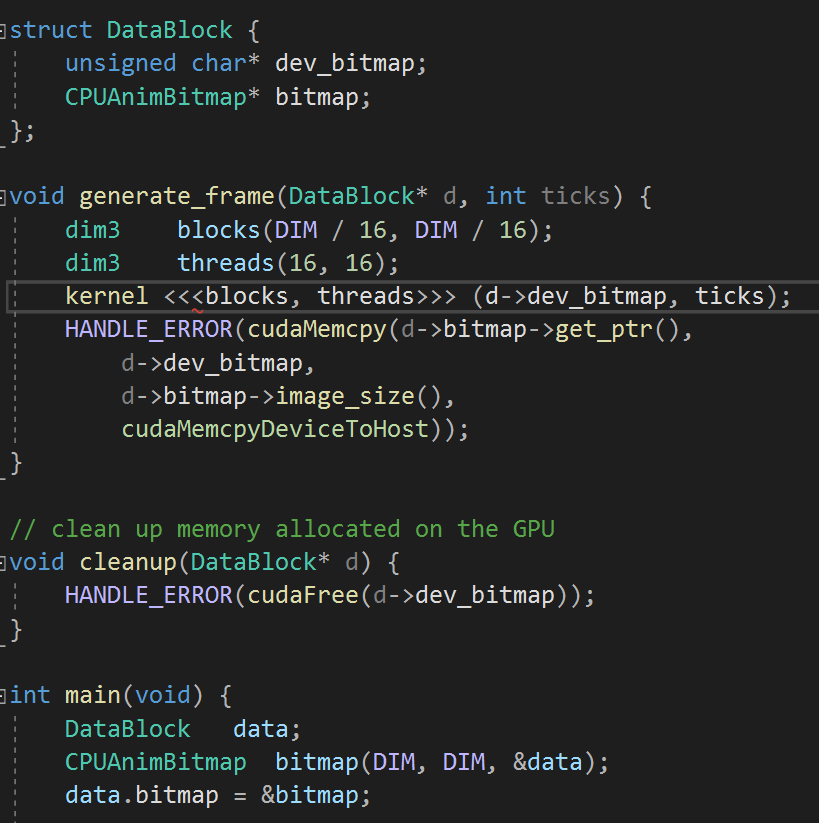 struct DataBlock {
    unsigned char* dev_bitmap;
    CPUAnimBitmap* bitmap;
};

void generate_frame(DataBlock* d, int ticks) {
    dim3    blocks(DIM / 16, DIM / 16);
    dim3    threads(16, 16);
    kernel <<<blocks, threads>>> (d->dev_bitmap, ticks);
    HANDLE_ERROR(cudaMemcpy(d->bitmap->get_ptr(),
        d->dev_bitmap,
        d->bitmap->image_size(),
        cudaMemcpyDeviceToHost));
}

// clean up memory allocated on the GPU
void cleanup(DataBlock* d) {
    HANDLE_ERROR(cudaFree(d->dev_bitmap));
}

int main(void) {
    DataBlock   data;
    CPUAnimBitmap  bitmap(DIM, DIM, &data);
    data.bitmap = &bitmap;